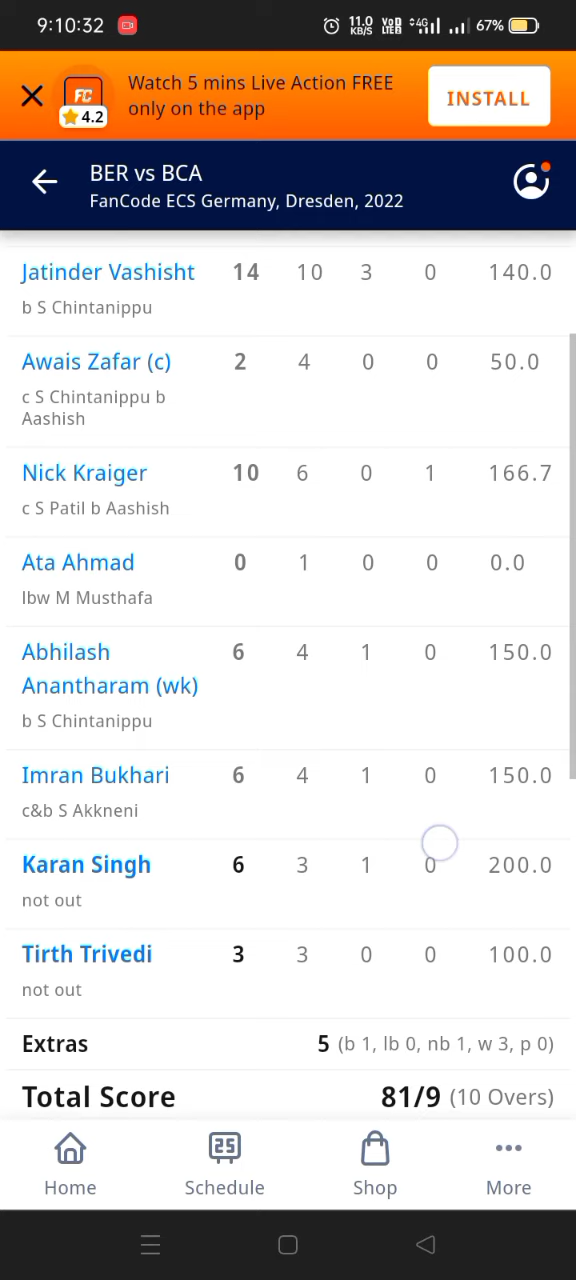 9:10:32 11.0 KB/S VoD LTE 4G 67%
Watch 5 mins Live Action FREE
only on the app
INSTALL
FC
4.2
BER vs BCA
FanCode ECS Germany, Dresden, 2022
Jatinder Vashisht 14 10 3 0 140.0
b S Chintanippu
Awais Zafar (c) 2 4 0 0 50.0
c S Chintanippu b
Aashish
Nick Kraiger 10 6 0 1 166.7
c S Patil b Aashish
Ata Ahmad 0 1 0 0 0.0
lbw M Musthafa
Abhilash 6 4 1 0 150.0
Anantharam (wk)
b S Chintanippu
Imran Bukhari 6 4 1 0 150.0
c&b S Akkneni
Karan Singh 6 3 1 0 200.0
not out
Tirth Trivedi 3 3 0 0 100.0
not out
Extras 5 (b 1, lb 0, nb 1, w 3, p 0)
Total Score 81/9 (10 Overs)
25
Home Schedule Shop More